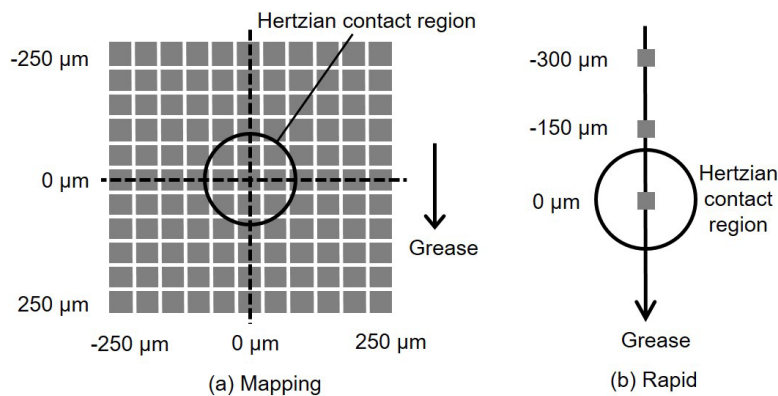 Hertzian contact region
-250 μm
0 μm
250 μm
-250 μm
0 μm
250 μm
Grease
(a) Mapping
-300 μm
-150 μm
0 μm
Hertzian
contact
region
Grease
(b) Rapid